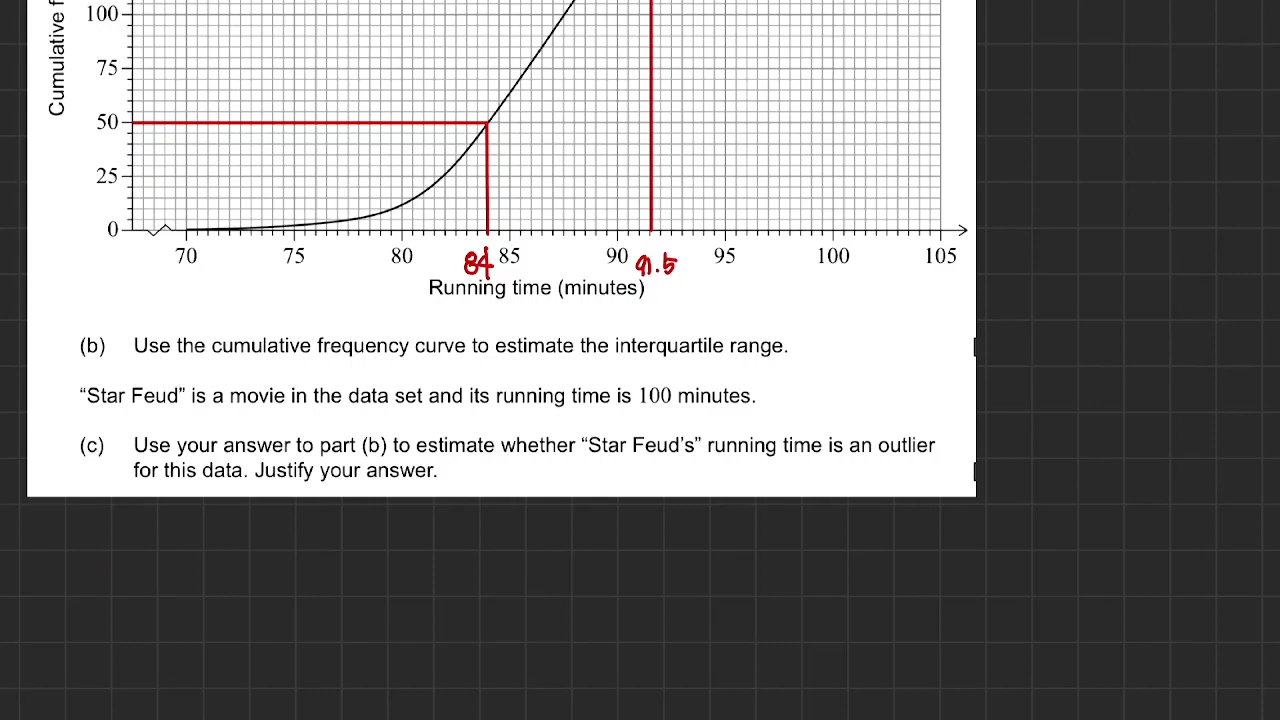 100
Cumulative f
75
50
25
0
70 75 80 85 90 95 100 105
84 91.5
Running time (minutes)
(b) Use the cumulative frequency curve to estimate the interquartile range.
“Star Feud” is a movie in the data set and its running time is 100 minutes.
(c) Use your answer to part (b) to estimate whether “Star Feud’s” running time is an outlier
for this data. Justify your answer.